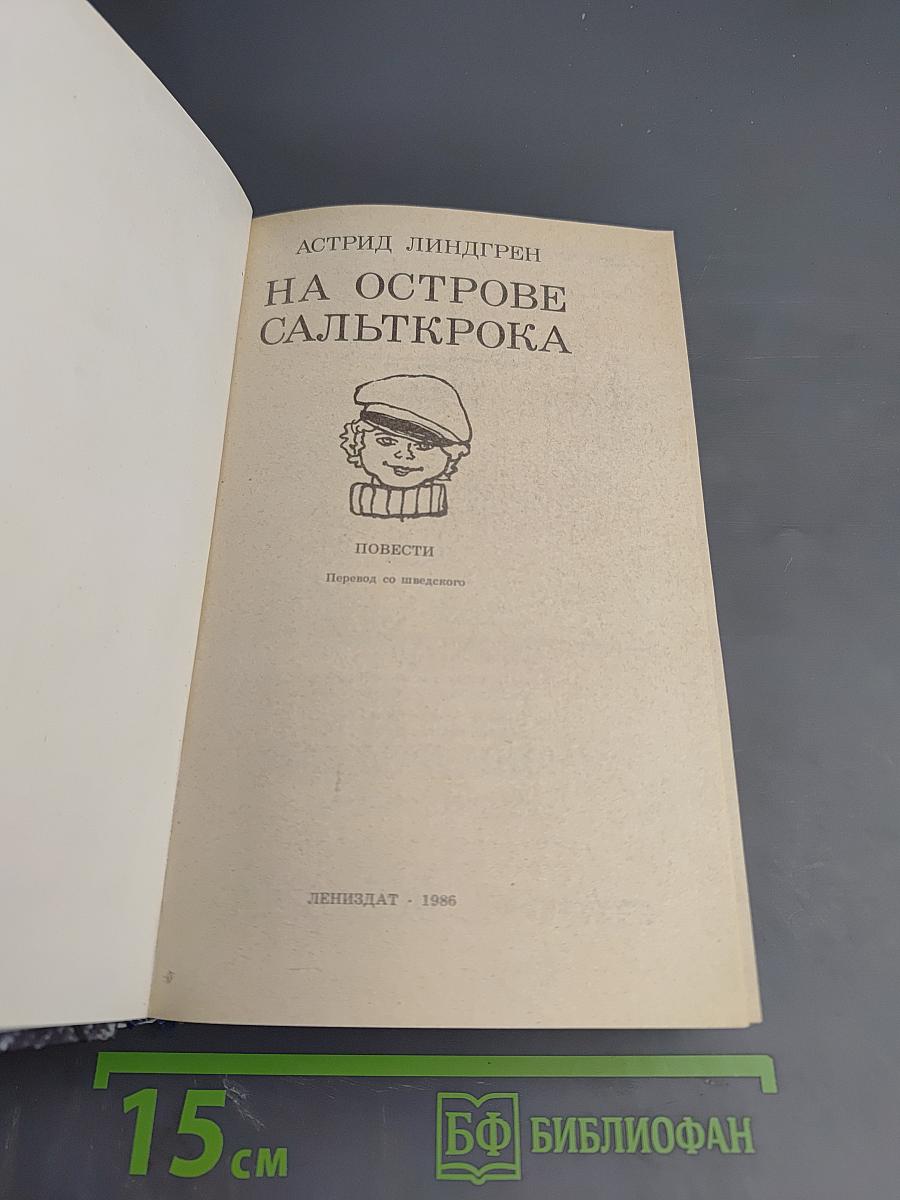 АСТРИД ЛИНДГРЕН
НА ОСТРОВЕ
САЛЬТКРОКА
ПОВЕСТИ
Перевод со шведского
ЛЕНИЗДАТ · 1986
15 см
БФ БИБЛИОФАН